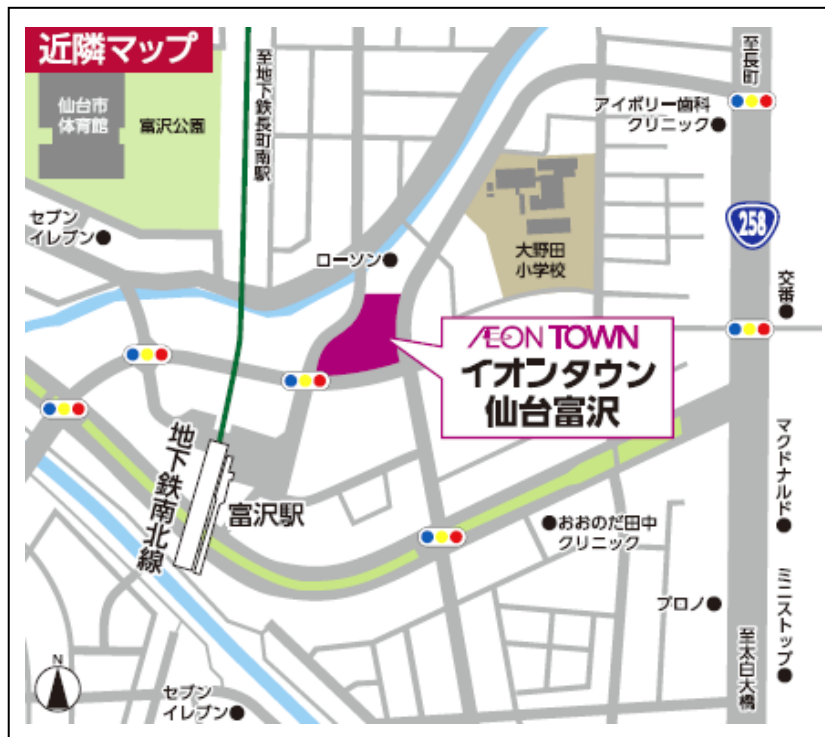 近隣マップ
仙台市
体育館
富沢公園
至地下鉄長町南駅
至長町
アイボリー歯科
クリニック
258
セブン
イレブン
ローソン
大野田
小学校
交番
ÆON TOWN
イオンタウン
仙台富沢
地下鉄南北線
富沢駅
おおのだ田中
クリニック
マクドナルド
プロノ
ミニストップ
至太白大橋
セブン
イレブン
N